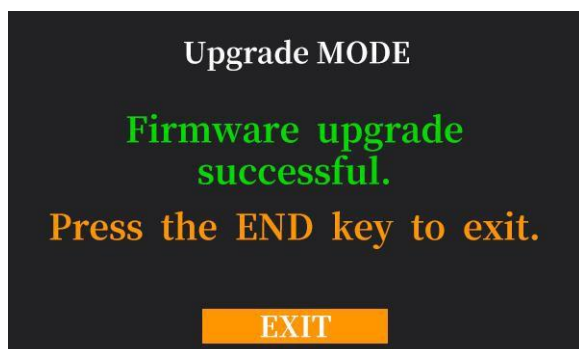 Upgrade MODE
Firmware upgrade
successful.
Press the END key to exit.
EXIT